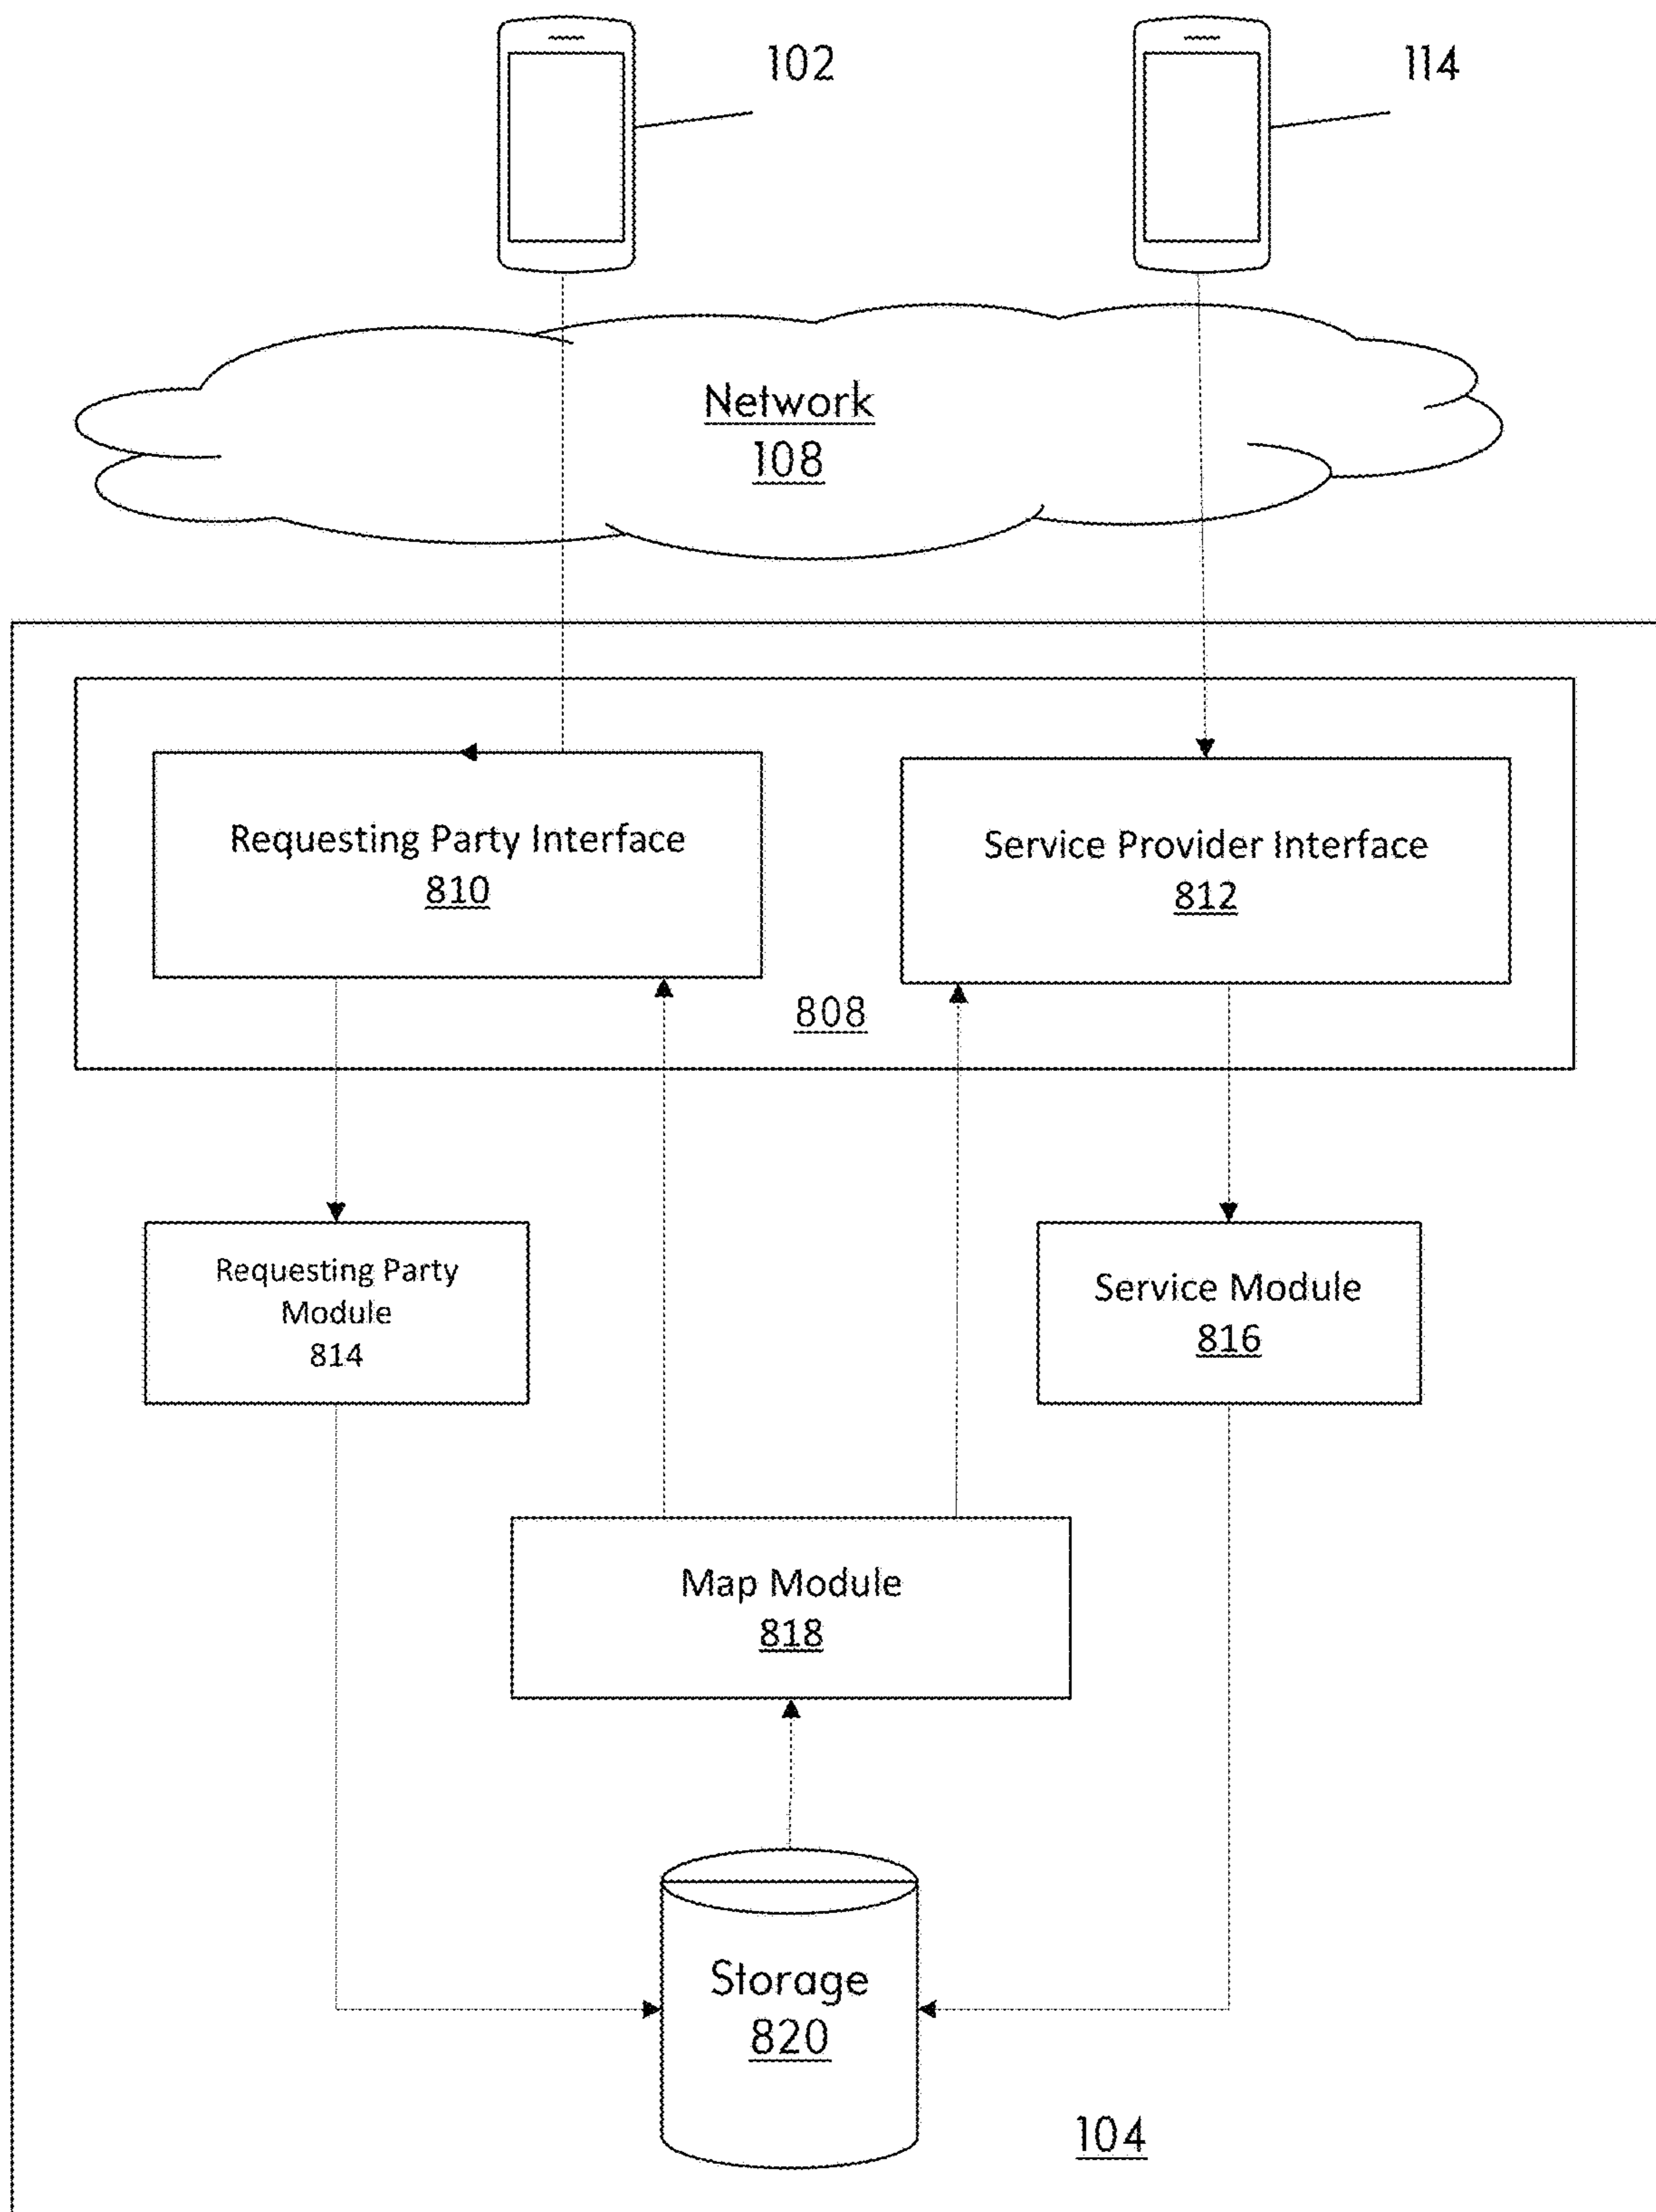 102
114
Network
108
Requesting Party Interface
810
Service Provider Interface
812
808
Requesting Party
Module
814
Service Module
816
Map Module
818
Storage
820
104